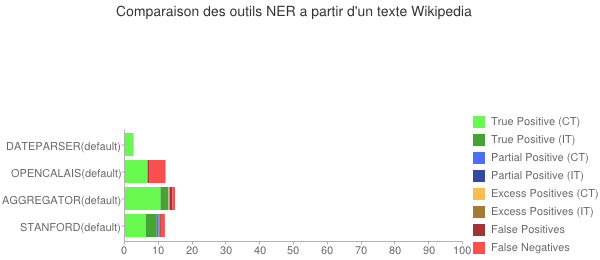 Comparaison des outils NER a partir d'un texte Wikipedia
DATEPARSER(default)
OPENCALAIS(default)
AGGREGATOR(default)
STANFORD(default)
0 10 20 30 40 50 60 70 80 90 100
True Positive (CT)
True Positive (IT)
Partial Positive (CT)
Partial Positive (IT)
Excess Positives (CT)
Excess Positives (IT)
False Positives
False Negatives